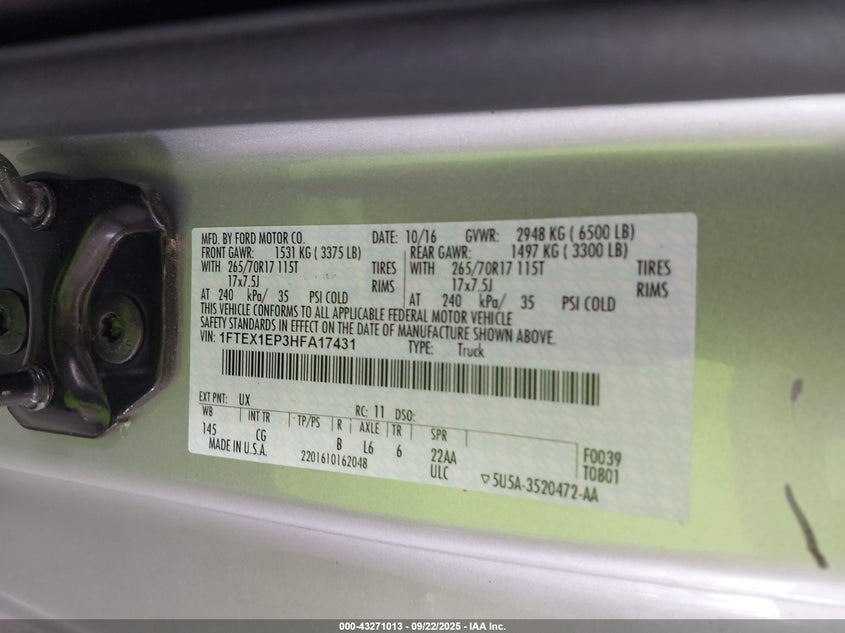 MFD. BY FORD MOTOR CO. DATE: 10/16 GVWR: 2948 KG ( 6500 LB)
FRONT GAWR: 1531 KG ( 3375 LB) REAR GAWR: 1497 KG ( 3300 LB)
WITH 265/70R17 115T TIRES WITH 265/70R17 115T TIRES
17x7.5J RIMS 17x7.5J RIMS
AT 240 kPa/ 35 PSI COLD AT 240 kPa/ 35 PSI COLD
THIS VEHICLE CONFORMS TO ALL APPLICABLE FEDERAL MOTOR VEHICLE
SAFETY STANDARDS IN EFFECT ON THE DATE OF MANUFACTURE SHOWN ABOVE.
VIN: 1FTEX1EP3HFA17431 TYPE: Truck
EXT PNT: UX RC: 11 DSO:
WB INT TR TP/PS R AXLE TR SPR
145 CG B L6 6 22AA F0039
MADE IN U.S.A. 2201610162048 ULC T0801
▽5U5A-3520472-AA
000-43271013 - 09/22/2025 - IAA Inc.